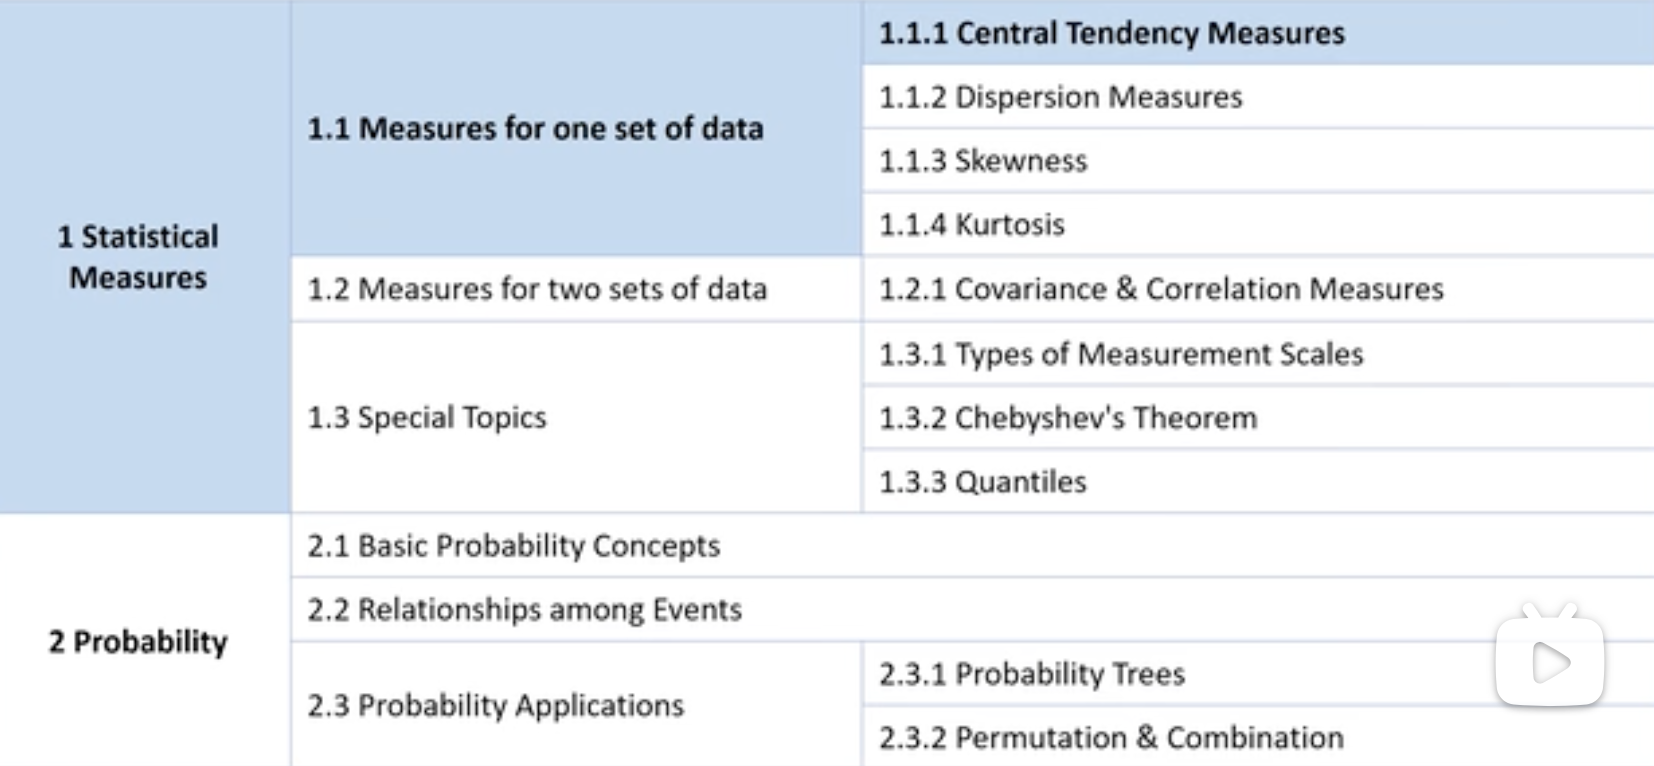 1.1.1 Central Tendency Measures
1.1.2 Dispersion Measures
1.1 Measures for one set of data
1.1.3 Skewness
1.1.4 Kurtosis
1 Statistical
Measures
1.2 Measures for two sets of data
1.2.1 Covariance & Correlation Measures
1.3.1 Types of Measurement Scales
1.3 Special Topics
1.3.2 Chebyshev's Theorem
1.3.3 Quantiles
2.1 Basic Probability Concepts
2.2 Relationships among Events
2 Probability
2.3 Probability Applications
2.3.1 Probability Trees
2.3.2 Permutation & Combination